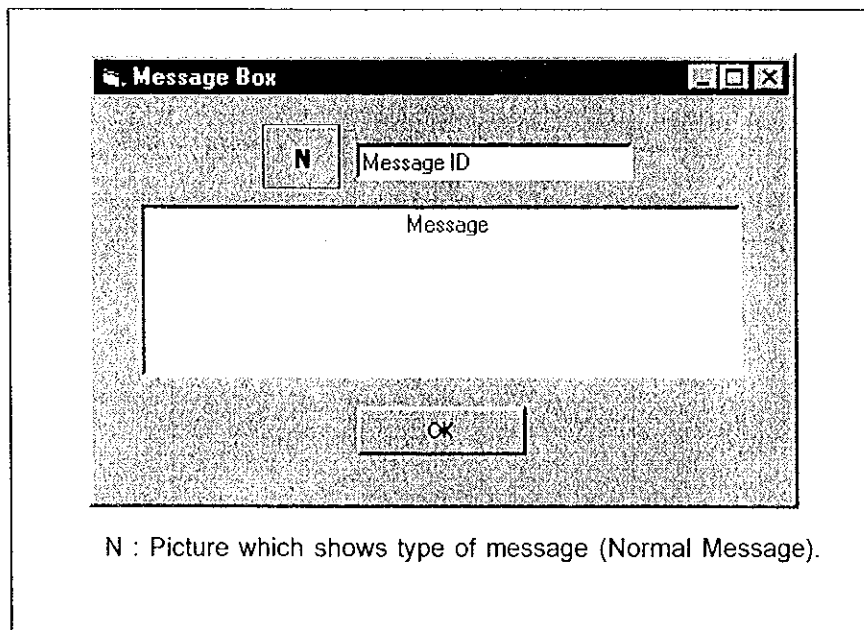 Message Box
N
Message ID
Message
OK
N : Picture which shows type of message (Normal Message).